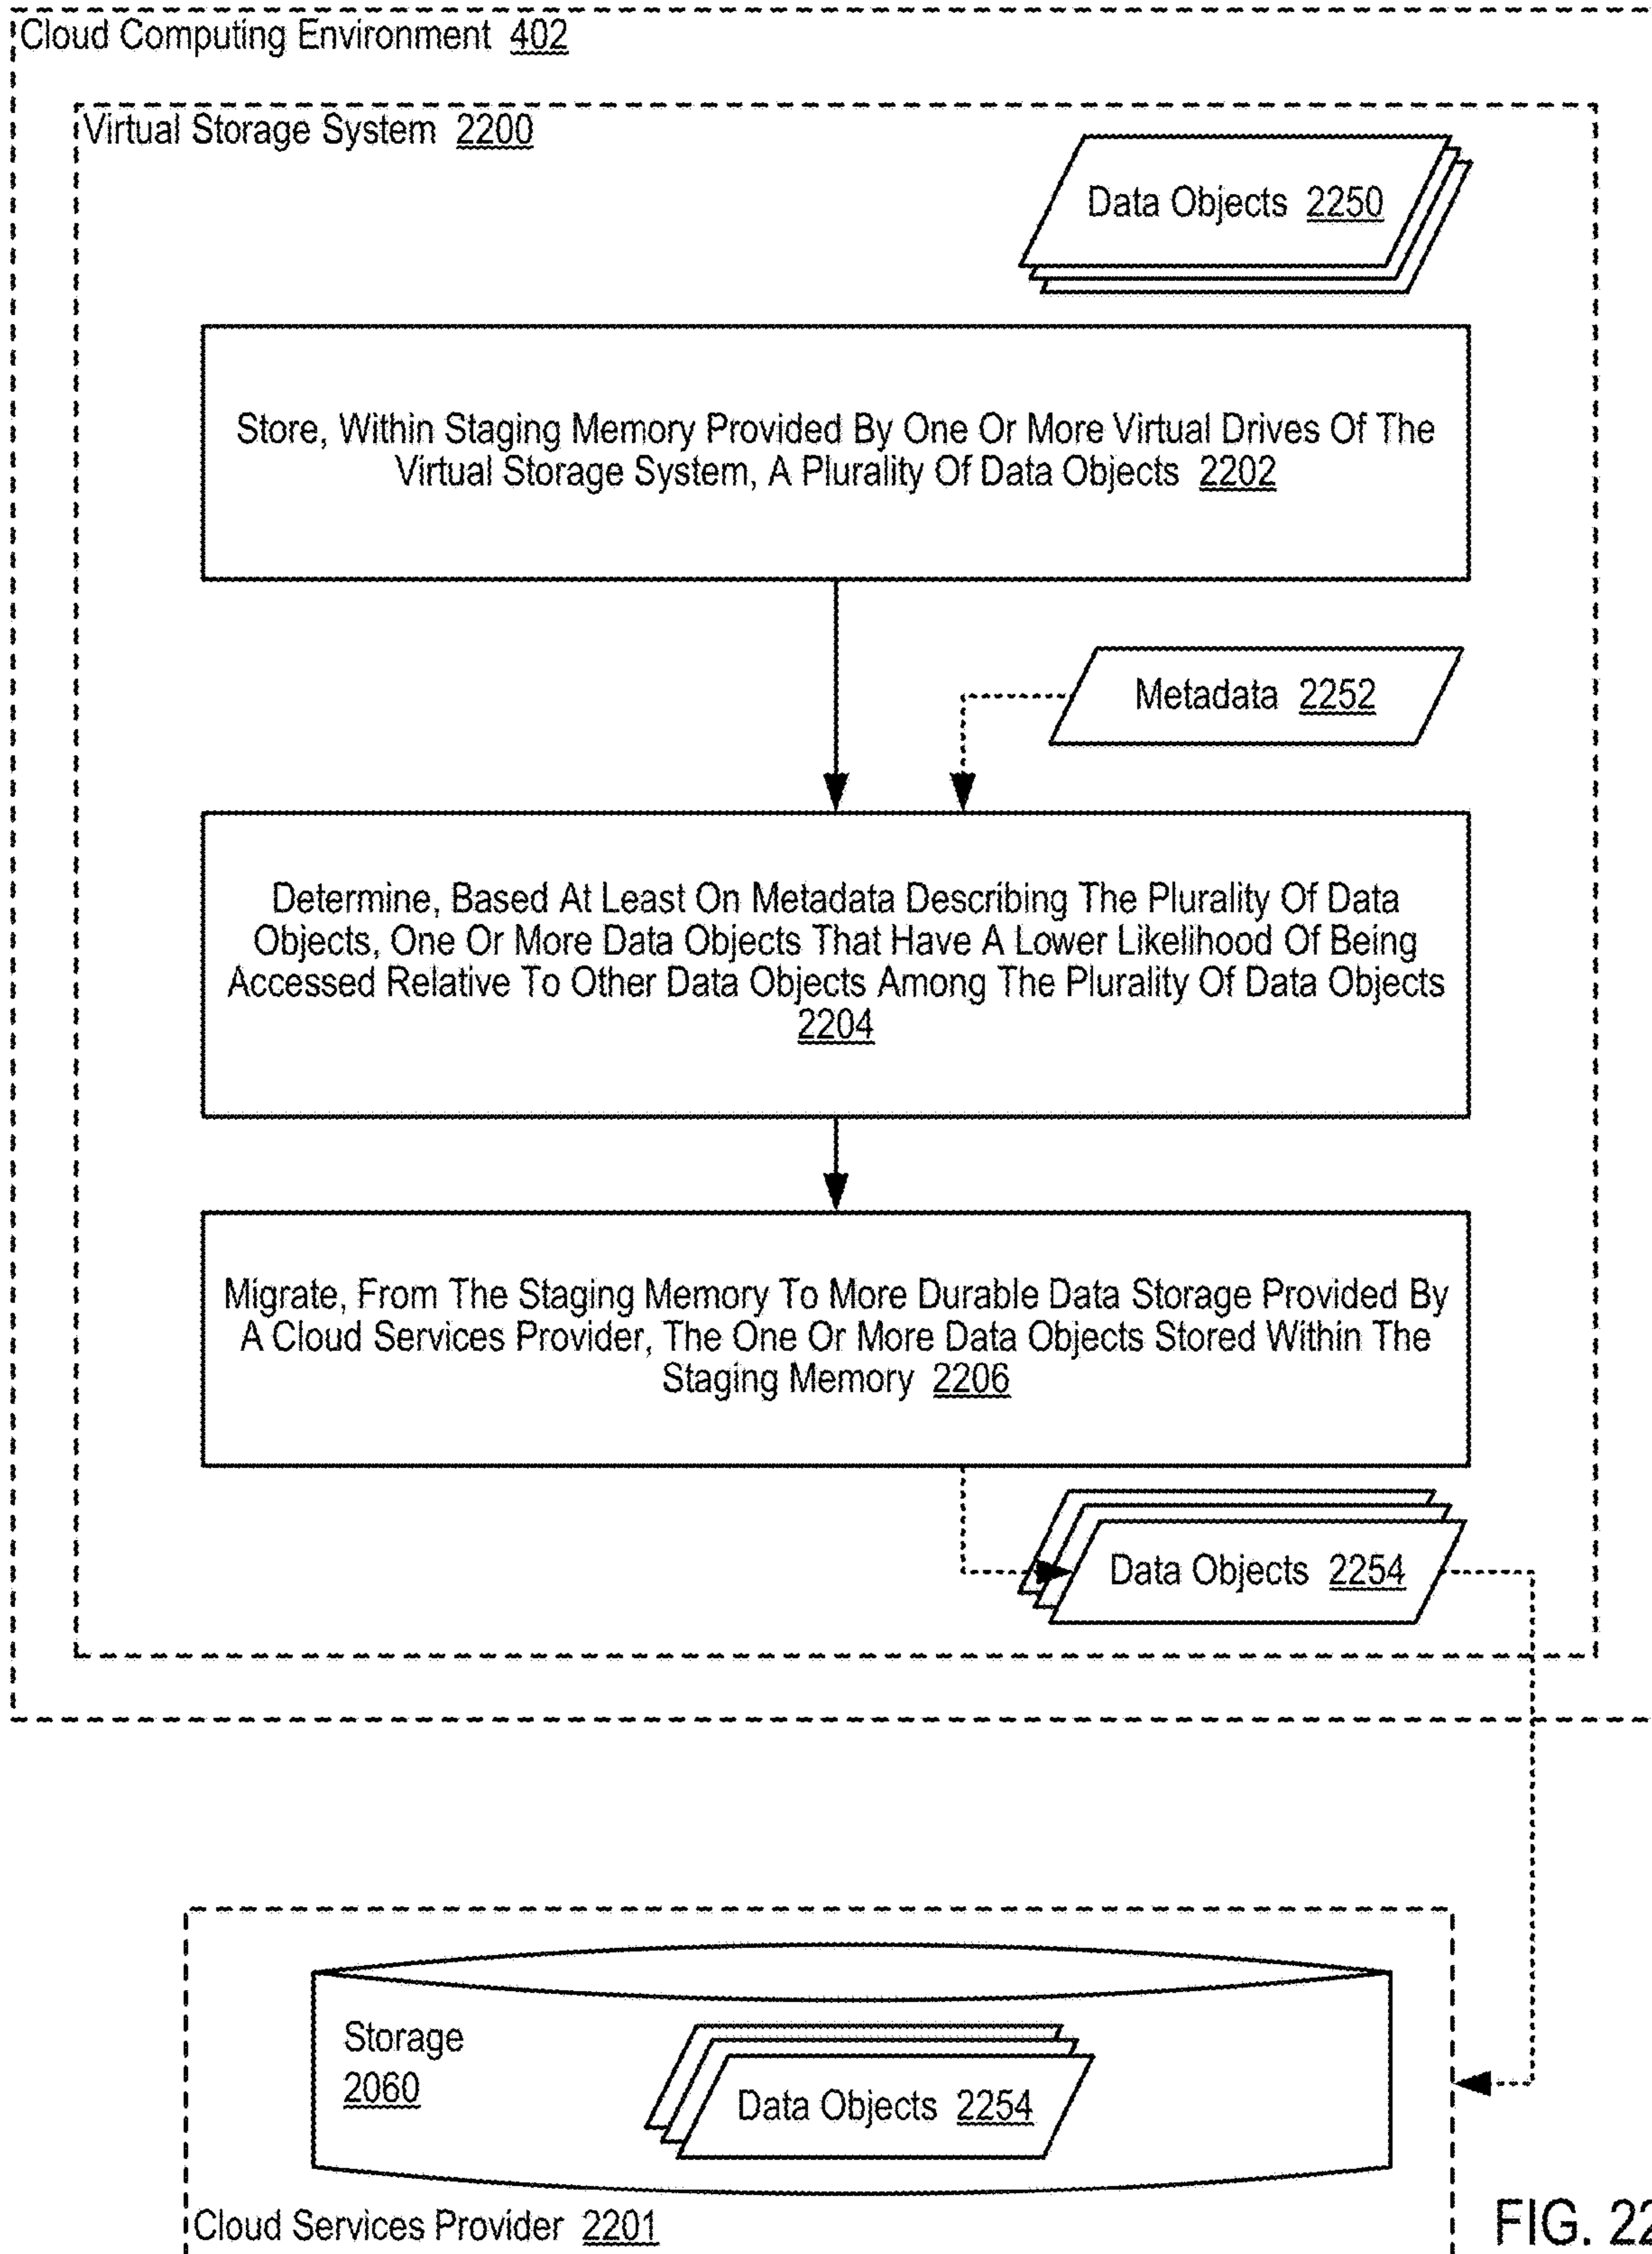 Cloud Computing Environment 402
Virtual Storage System 2200
Data Objects 2250
Store, Within Staging Memory Provided By One Or More Virtual Drives Of The
Virtual Storage System, A Plurality Of Data Objects 2202
Metadata 2252
Determine, Based At Least On Metadata Describing The Plurality Of Data
Objects, One Or More Data Objects That Have A Lower Likelihood Of Being
Accessed Relative To Other Data Objects Among The Plurality Of Data Objects
2204
Migrate, From The Staging Memory To More Durable Data Storage Provided By
A Cloud Services Provider, The One Or More Data Objects Stored Within The
Staging Memory 2206
Data Objects 2254
Storage
2060
Data Objects 2254
Cloud Services Provider 2201
FIG. 22